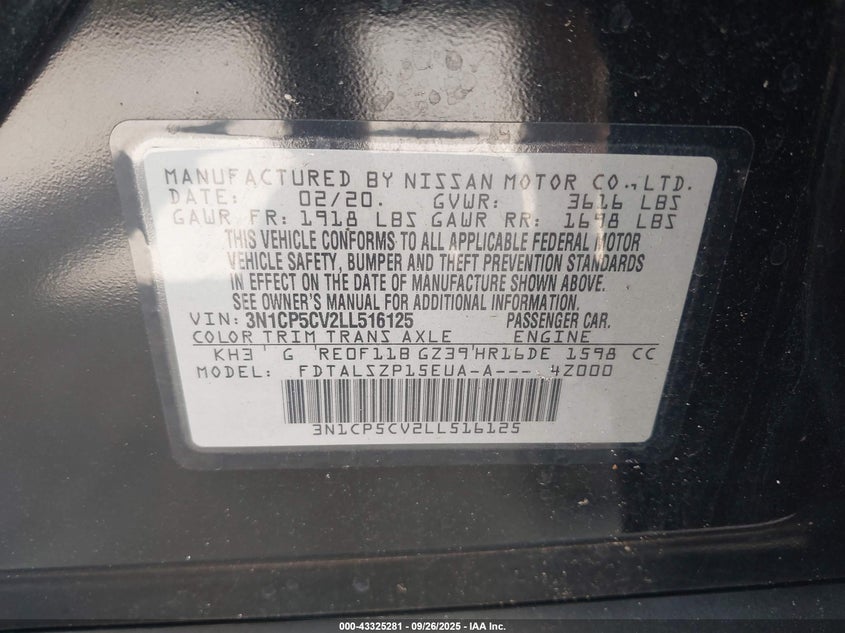 MANUFACTURED BY NISSAN MOTOR CO.,LTD.
DATE: 02/20. GVWR: 3616 LBS
GAWR FR: 1918 LBS GAWR RR: 1698 LBS
THIS VEHICLE CONFORMS TO ALL APPLICABLE FEDERAL MOTOR
VEHICLE SAFETY, BUMPER AND THEFT PREVENTION STANDARDS
IN EFFECT ON THE DATE OF MANUFACTURE SHOWN ABOVE.
SEE OWNER'S MANUAL FOR ADDITIONAL INFORMATION.
VIN: 3N1CP5CV2LL516125 PASSENGER CAR.
COLOR TRIM TRANS AXLE ENGINE
KH3 G RE0F11B GZ39 HR16DE 1598 CC
MODEL: FDTALSZP15EUA-A--- 4Z000
3N1CP5CV2LL516125
000-43325281 - 09/26/2025 - IAA Inc.